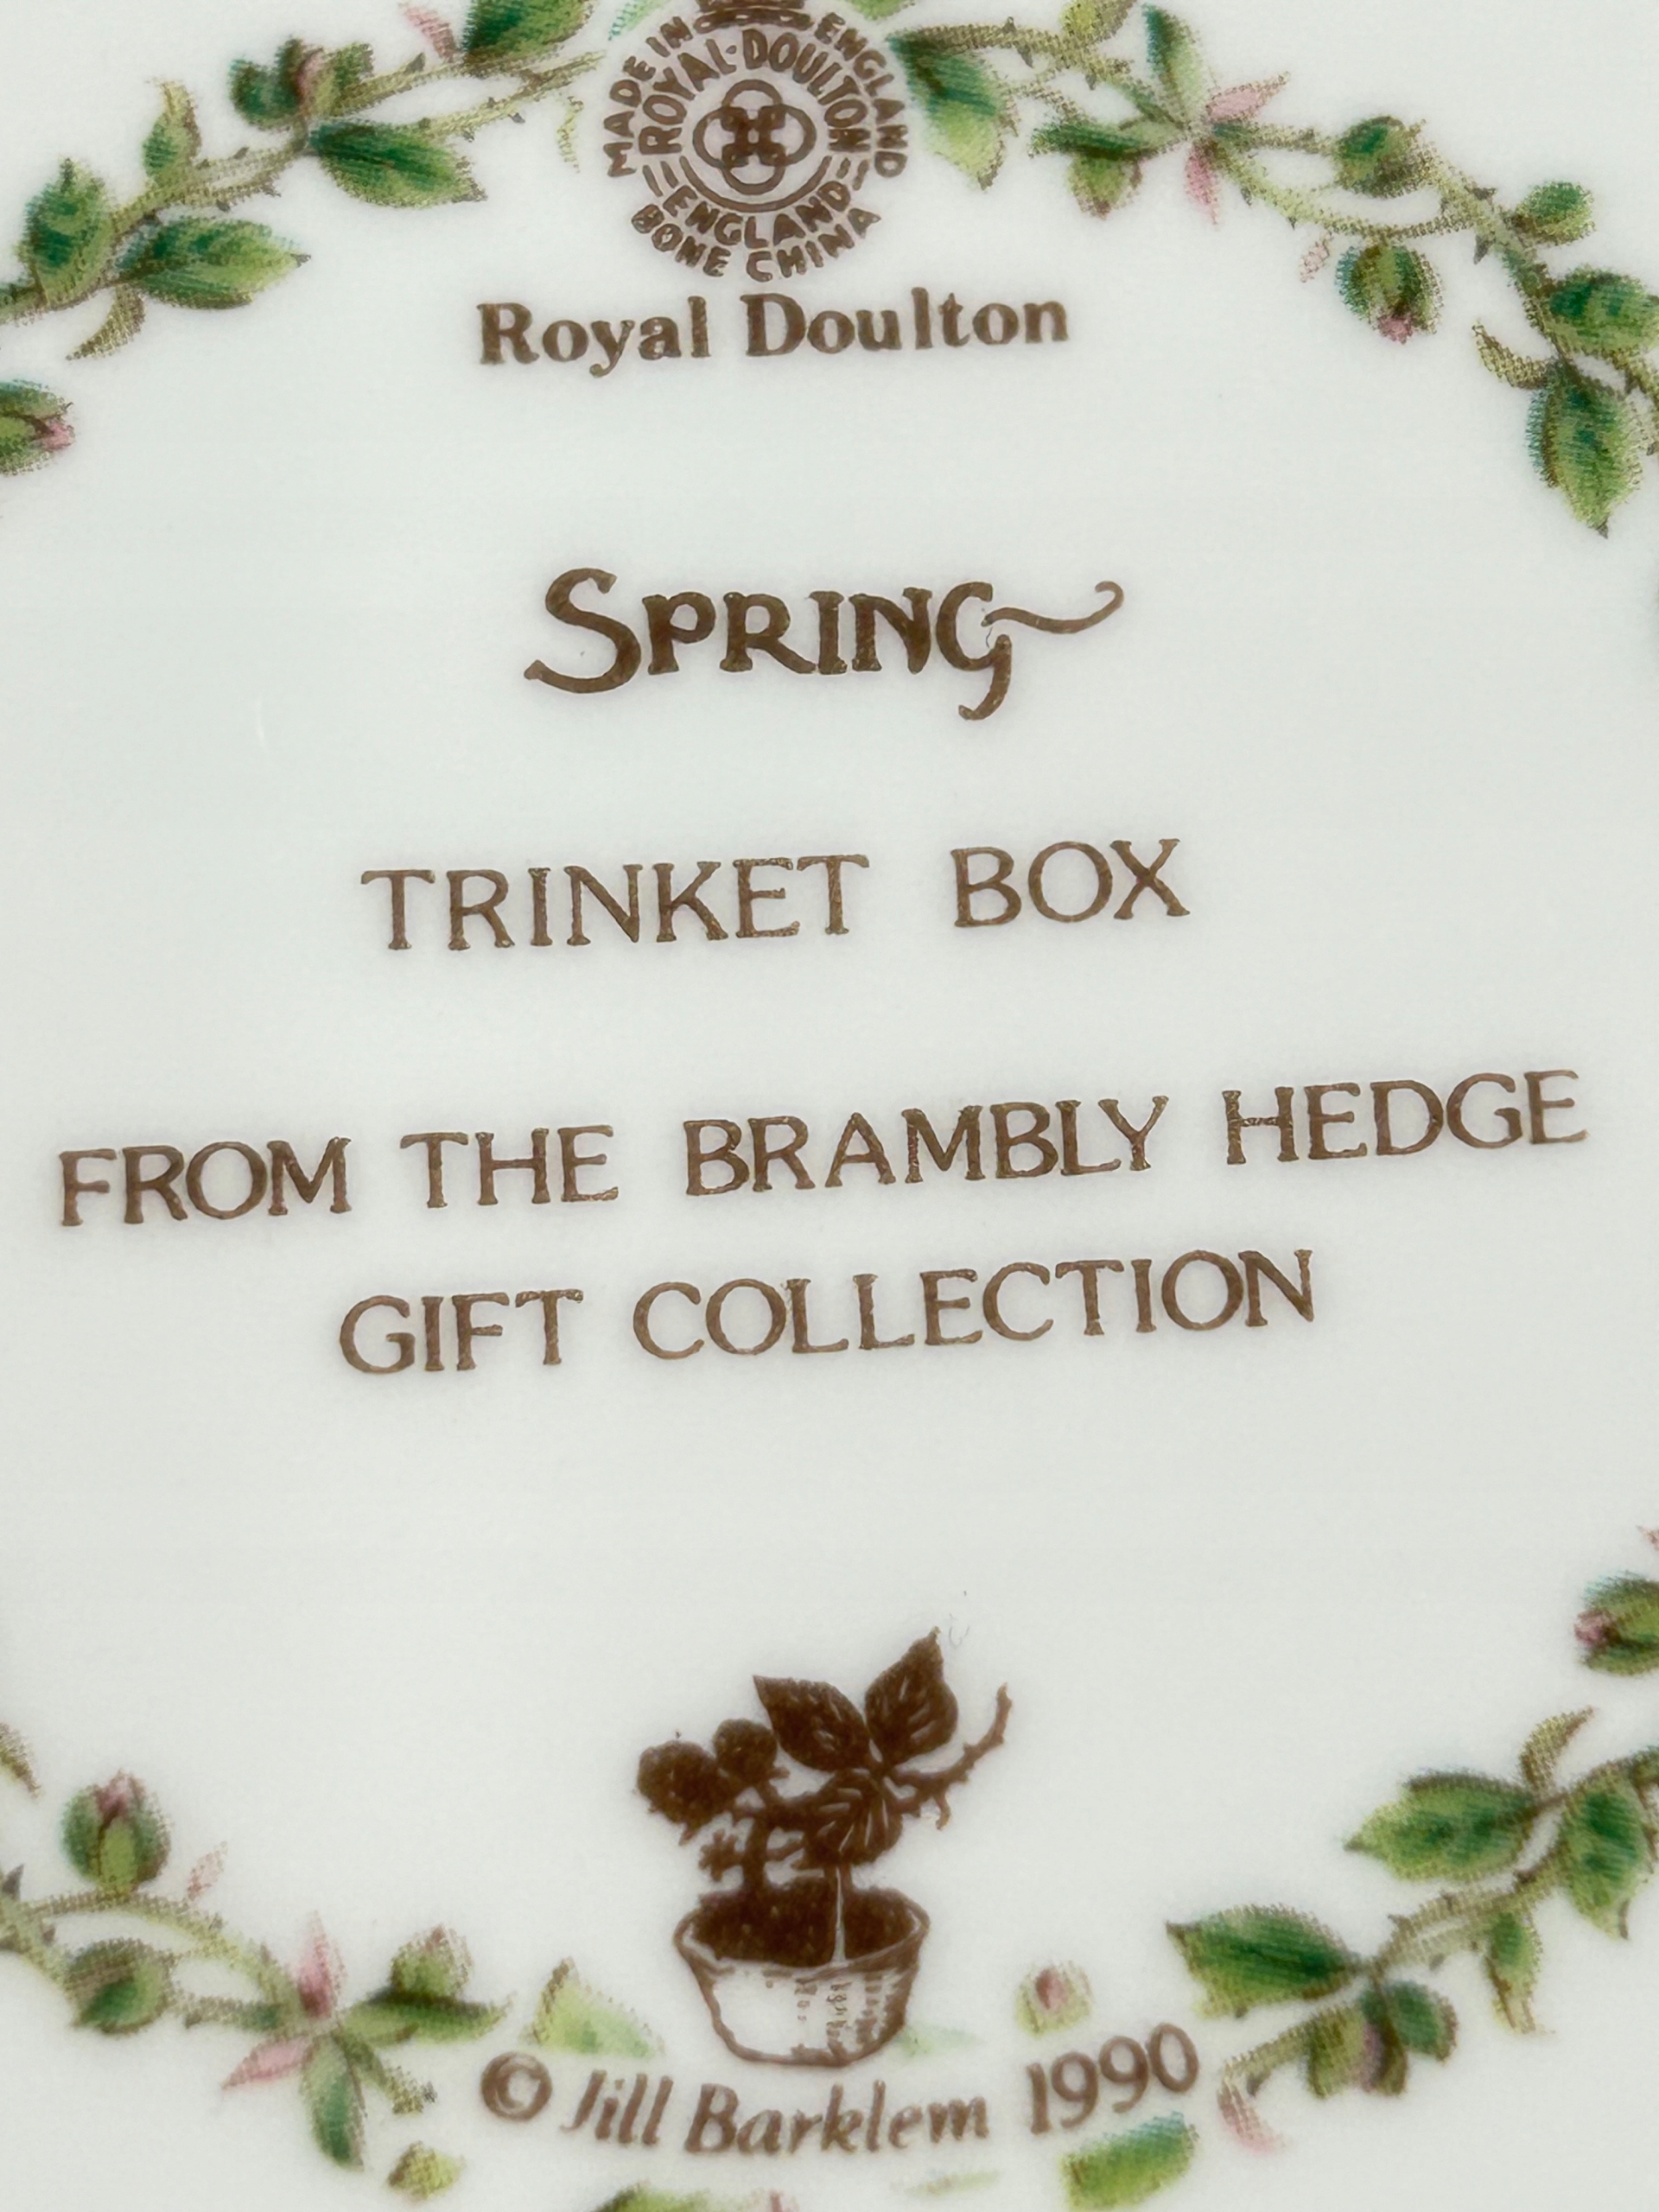 MADE IN ENGLAND
ROYAL·DOULTON
ENGLAND
BONE CHINA
Royal Doulton
SPRING
TRINKET BOX
FROM THE BRAMBLY HEDGE
GIFT COLLECTION
© Jill Barklem 1990